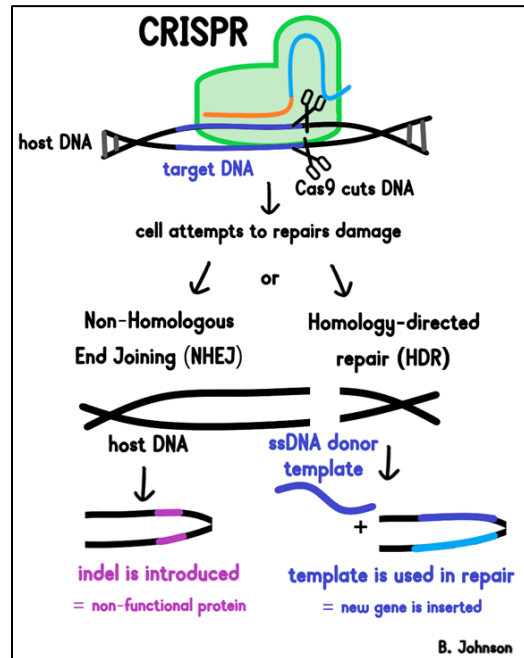 CRISPR
host DNA
target DNA
Cas9 cuts DNA
cell attempts to repairs damage
or
Non-Homologous
End Joining (NHEJ)
Homology-directed
repair (HDR)
host DNA
ssDNA donor
template
+
indel is introduced
= non-functional protein
template is used in repair
= new gene is inserted
B. Johnson